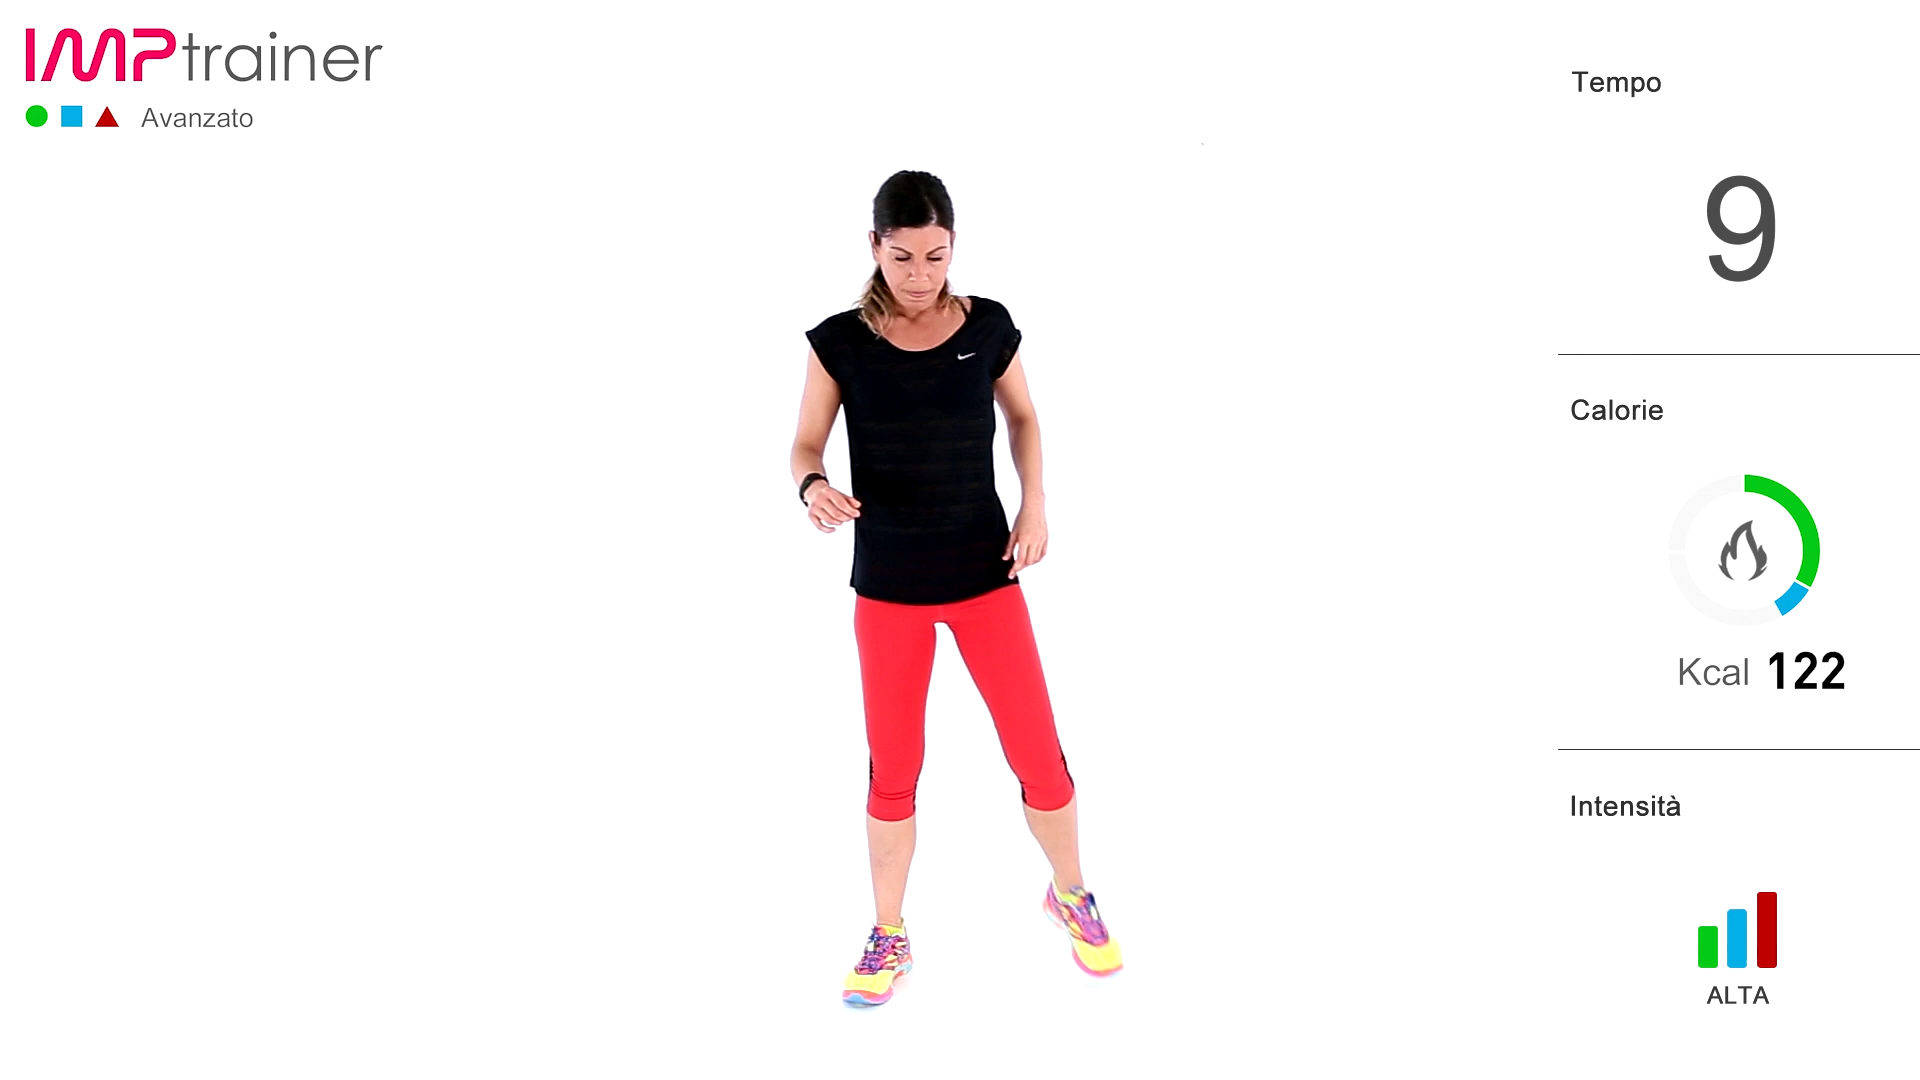 IMPtrainer
Avanzato
Tempo
9
Calorie
Kcal 122
Intensità
ALTA